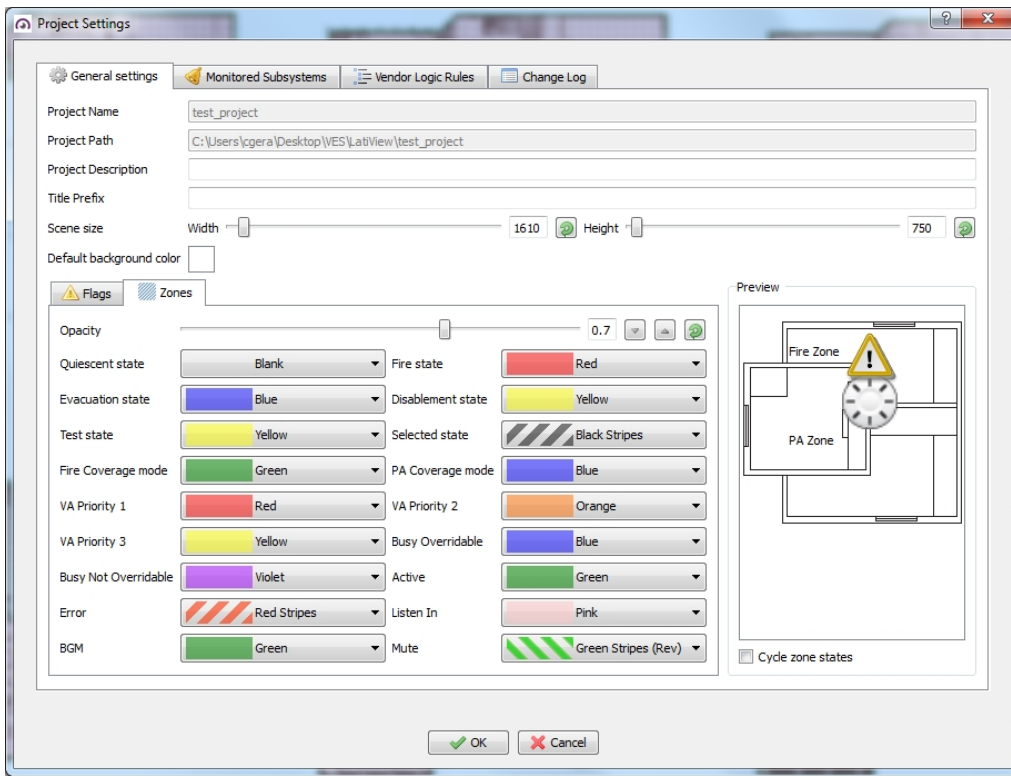 Project Settings
General settings Monitored Subsystems Vendor Logic Rules Change Log
Project Name test_project
Project Path C:\Users\cgera\Desktop\VES\LatiView\test_project
Project Description
Title Prefix
Scene size Width 1610 Height 750
Default background color
Flags Zones
Opacity 0.7
Quiescent state Blank Fire state Red
Evacuation state Blue Disablement state Yellow
Test state Yellow Selected state Black Stripes
Fire Coverage mode Green PA Coverage mode Blue
VA Priority 1 Red VA Priority 2 Orange
VA Priority 3 Yellow Busy Overridable Blue
Busy Not Overridable Violet Active Green
Error Red Stripes Listen In Pink
BGM Green Mute Green Stripes (Rev)
Preview
Fire Zone
PA Zone
Cycle zone states
OK Cancel